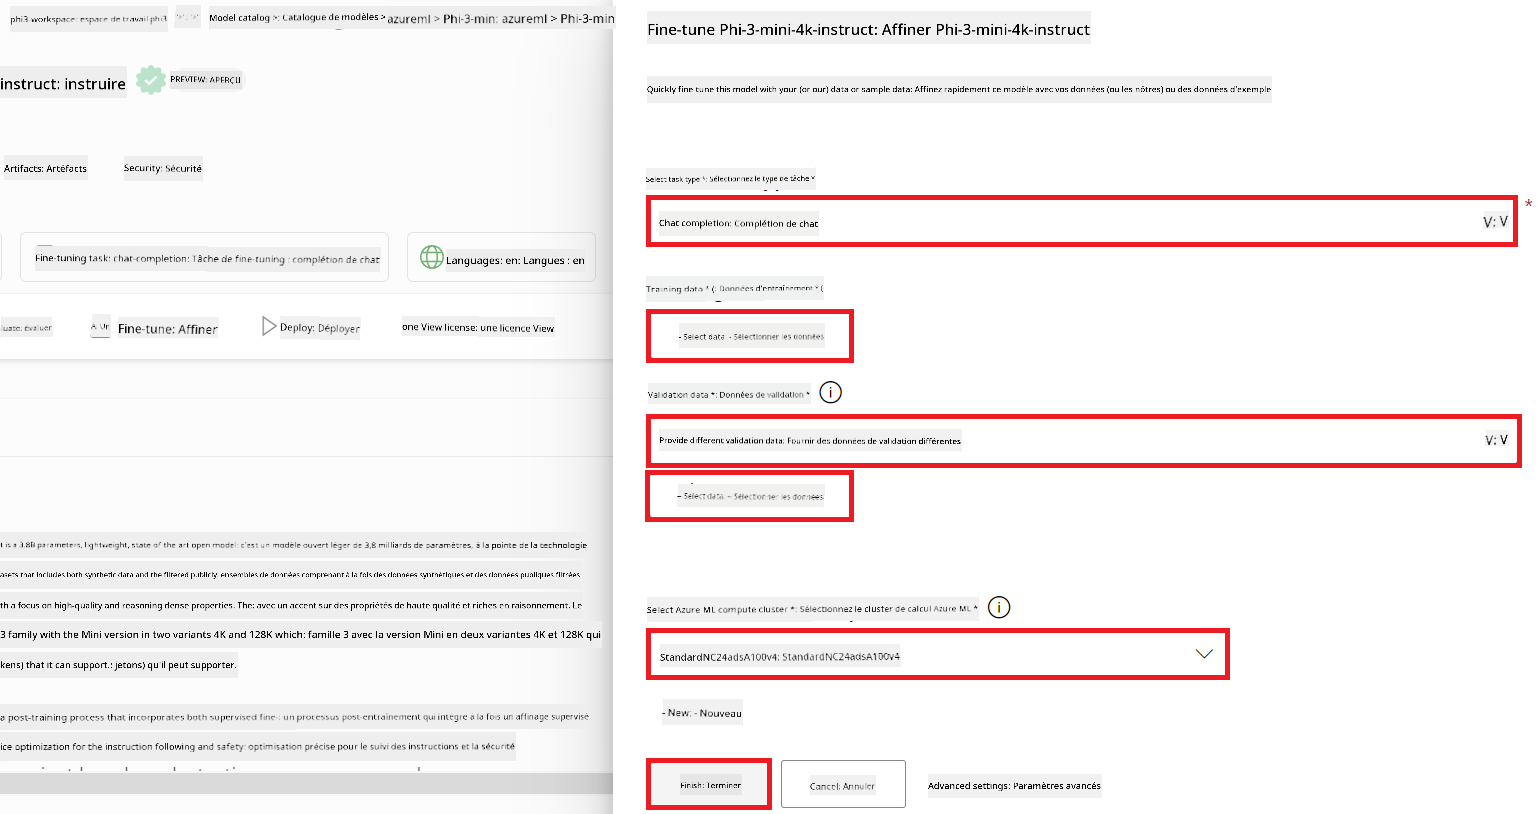 phi3-workspace: espace de travail phi3
Model catalog >: Catalogue de modèles >
azureml > Phi-3-min: azureml > Phi-3-min
instruct: instruire
PREVIEW: APERÇU
Artifacts: Artéfacts
Security: Sécurité
Fine-tuning task: chat-completion: Tâche de fine-tuning : complétion de chat
Languages: en: Langues : en
luate: évaluer
Fine-tune: Affiner
Deploy: Déployer
one View license: une licence View
t is a 3.8B parameters, lightweight, state of the art open model: c'est un modèle ouvert léger de 3,8 milliards de paramètres, à la pointe de la technologie
asets that includes both synthetic data and the filtered publicly: ensembles de données comprenant à la fois des données synthétiques et des données publiques filtrées
th a focus on high-quality and reasoning dense properties. The: avec un accent sur des propriétés de haute qualité et riches en raisonnement. Le
3 family with the Mini version in two variants 4K and 128K which: famille 3 avec la version Mini en deux variantes 4K et 128K qui
kens) that it can support.: jetons) qu'il peut supporter.
a post-training process that incorporates both supervised fine-: un processus post-entraînement qui intègre à la fois un affinage supervisé
ice optimization for the instruction following and safety: optimisation précise pour le suivi des instructions et la sécurité
Fine-tune Phi-3-mini-4k-instruct: Affiner Phi-3-mini-4k-instruct
Quickly fine tune this model with your (or our) data or sample data: Affinez rapidement ce modèle avec vos données (ou les nôtres) ou des données d'exemple
Select task type *: Sélectionnez le type de tâche *
*
Chat completion: Complétion de chat
V: V
Training data * (: Données d'entraînement * (
- Select data: - Sélectionner les données
Validation data *: Données de validation *
Provide different validation data: Fournir des données de validation différentes
V: V
- Select data: - Sélectionner les données
Select Azure ML compute cluster *: Sélectionnez le cluster de calcul Azure ML *
StandardNC24adsA100v4: StandardNC24adsA100v4
- New: - Nouveau
Finish: Terminer
Cancel: Annuler
Advanced settings: Paramètres avancés